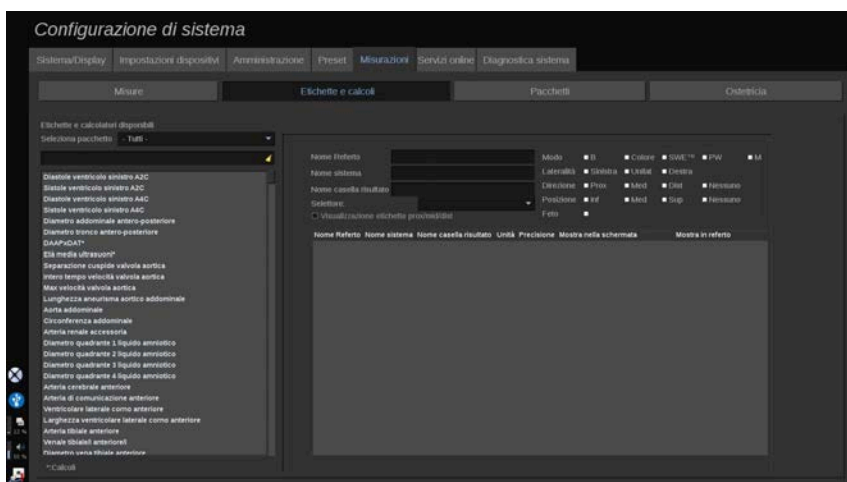 Configurazione di sistema
Sistema/Display Impostazioni dispositivi Amministrazione Preset Misurazioni Servizi online Diagnostica sistema
Misure Etichette e calcoli Pacchetti Ostetricia
Etichette e calcolatori disponibili
Seleziona pacchetto - Tutti -
Diastole ventricolo sinistro A2C
Sistole ventricolo sinistro A2C
Diastole ventricolo sinistro A4C
Sistole ventricolo sinistro A4C
Diametro addominale antero-posteriore
Diametro tronco antero-posteriore
DAAPxDAT*
Età media ultrasuoni*
Separazione cuspide valvola aortica
Intero tempo velocità valvola aortica
Max velocità valvola aortica
Lunghezza aneurisma aortico addominale
Aorta addominale
Circonferenza addominale
Arteria renale accessoria
Diametro quadrante 1 liquido amniotico
Diametro quadrante 2 liquido amniotico
Diametro quadrante 3 liquido amniotico
Diametro quadrante 4 liquido amniotico
Arteria cerebrale anteriore
Arteria di comunicazione anteriore
Ventricolare laterale corno anteriore
Larghezza ventricolare laterale corno anteriore
Arteria tibiale anteriore
Venale tibialell anteriorell
Diametro vena tibiale anteriore
*:Calcoli
Nome Referto
Nome sistema
Nome casella risultato
Selettore:
Visualizzazione etichette prox/mid/dist
Modo B Colore SWE™ PW M
Lateralità Sinistra Unilat Destra
Direzione Prox Med Dist Nessuno
Posizione Inf Med Sup Nessuno
Feto
Nome Referto Nome sistema Nome casella risultato Unità Precisione Mostra nella schermata Mostra in referto